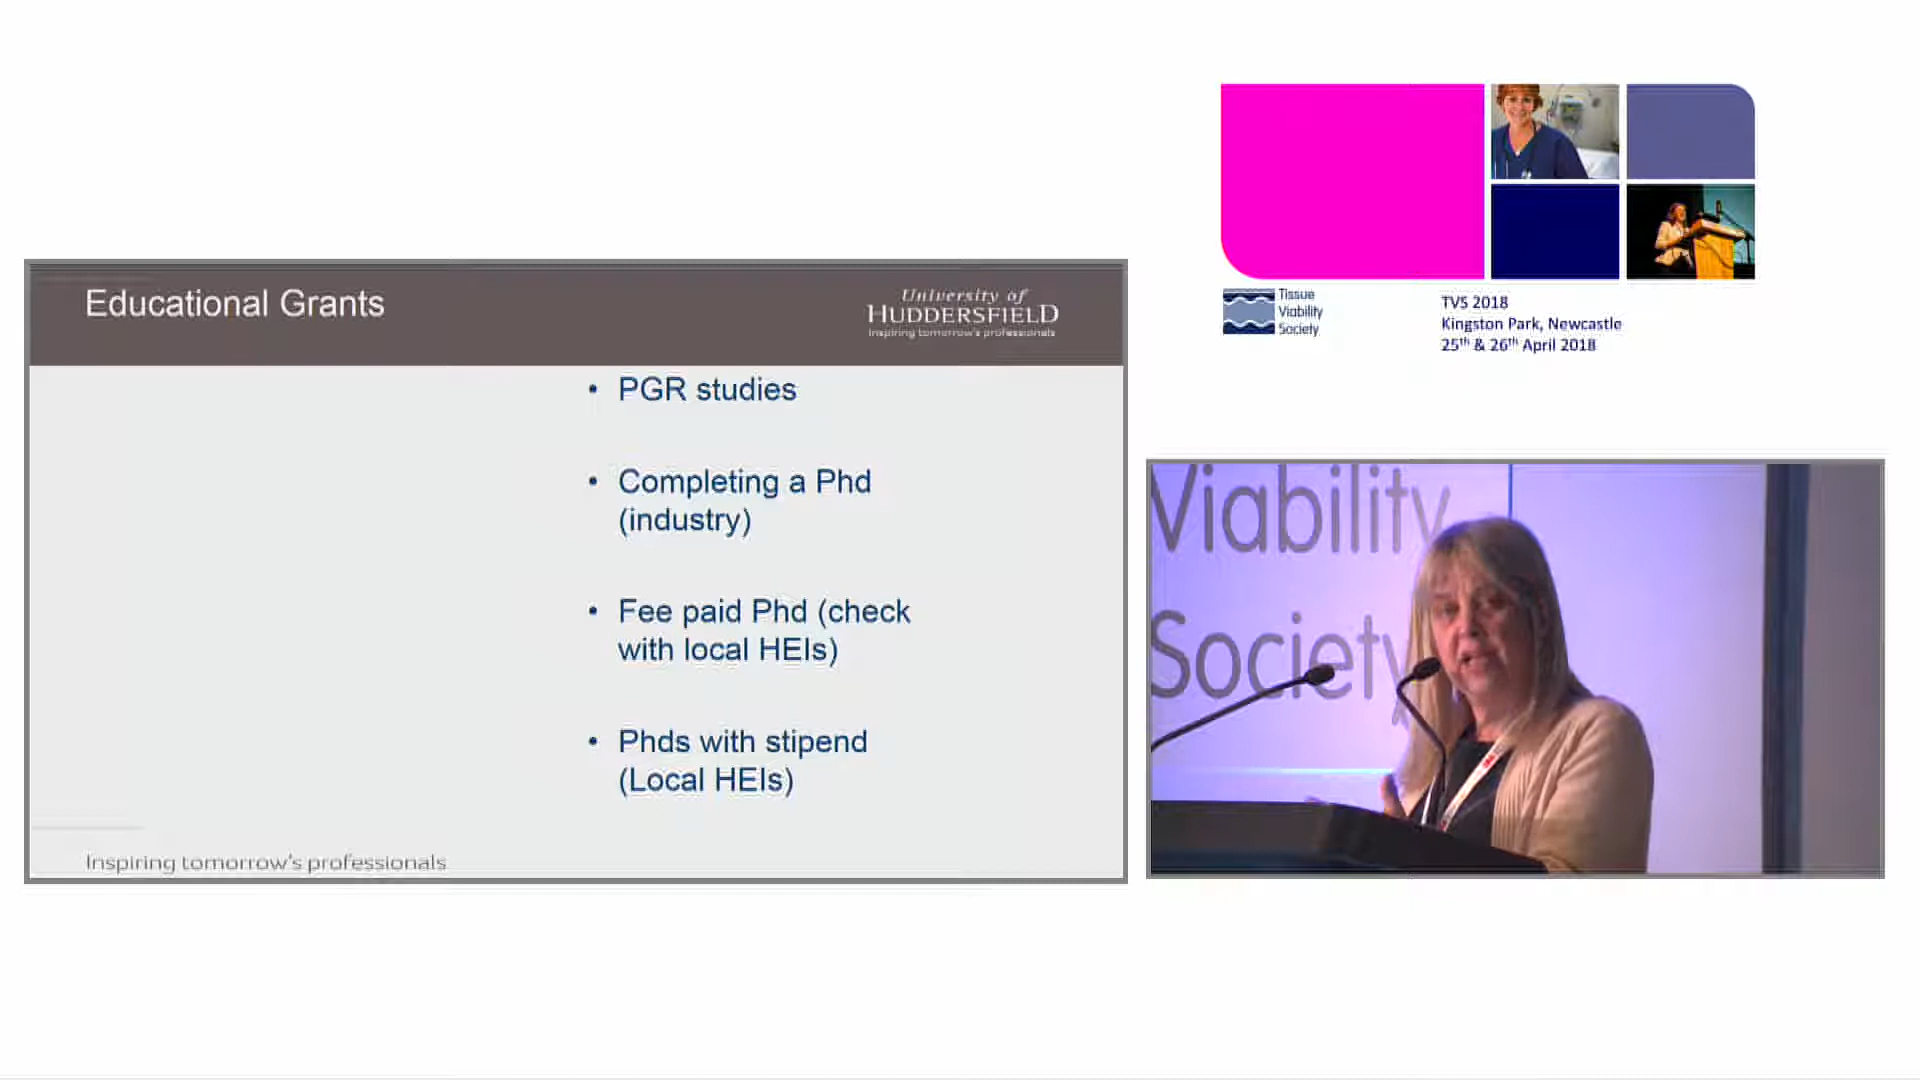 Educational Grants
University of
HUDDERSFIELD
Inspiring tomorrow's professionals
• PGR studies
• Completing a Phd
(industry)
• Fee paid Phd (check
with local HEIs)
• Phds with stipend
(Local HEIs)
Inspiring tomorrow's professionals
Tissue
Viability
Society
TVS 2018
Kingston Park, Newcastle
25th & 26th April 2018
Viability
Society